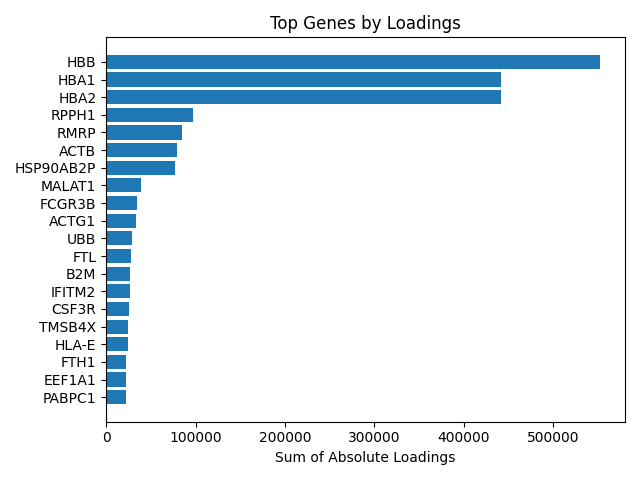 Top Genes by Loadings
HBB
HBA1
HBA2
RPPH1
RMRP
ACTB
HSP90AB2P
MALAT1
FCGR3B
ACTG1
UBB
FTL
B2M
IFITM2
CSF3R
TMSB4X
HLA-E
FTH1
EEF1A1
PABPC1
0 100000 200000 300000 400000 500000
Sum of Absolute Loadings